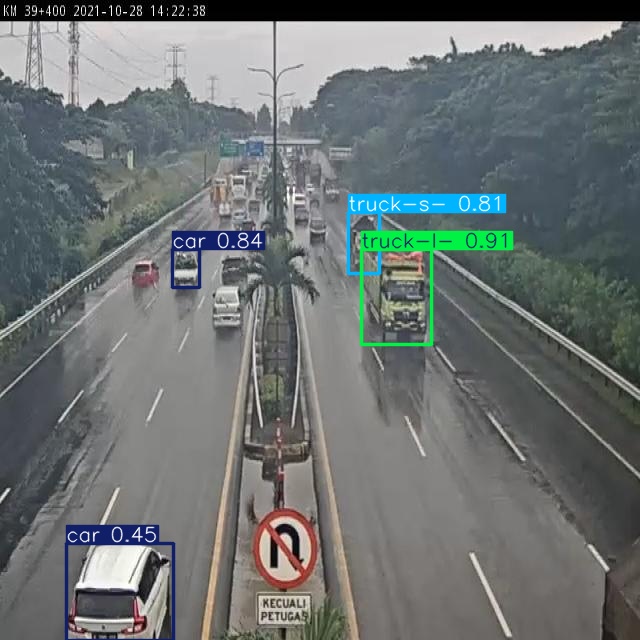 KM 39+400 2021-10-28 14:22:38
truck-s- 0.81
truck-l- 0.91
car 0.84
car 0.45
KECUALI
PETUGAS